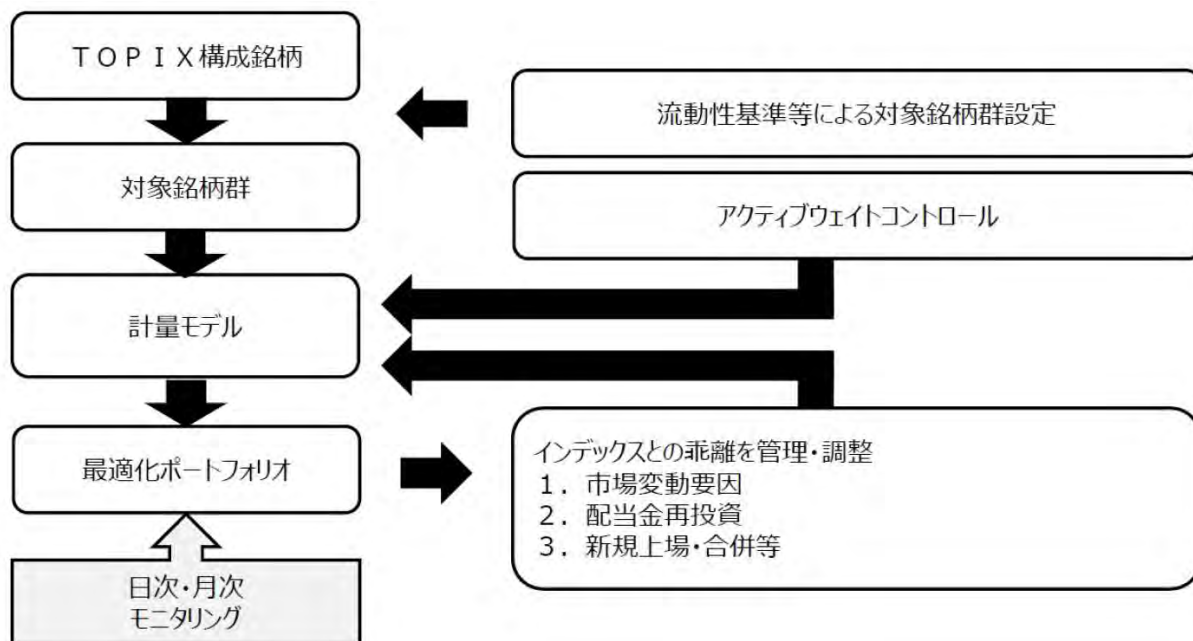 TOPIX構成銘柄
流動性基準等による対象銘柄群設定
対象銘柄群
アクティブウェイトコントロール
計量モデル
最適化ポートフォリオ
インデックスとの乖離を管理・調整
1．市場変動要因
2．配当金再投資
3．新規上場・合併等
日次・月次
モニタリング